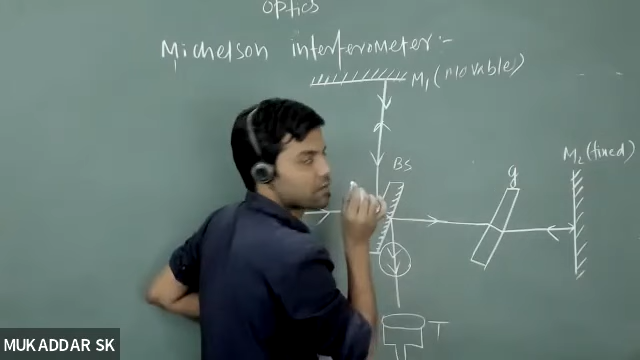 optics
Michelson interferometer:-
M₁ (movable)
BS
g
M₂ (fixed)
T
MUKADDAR SK